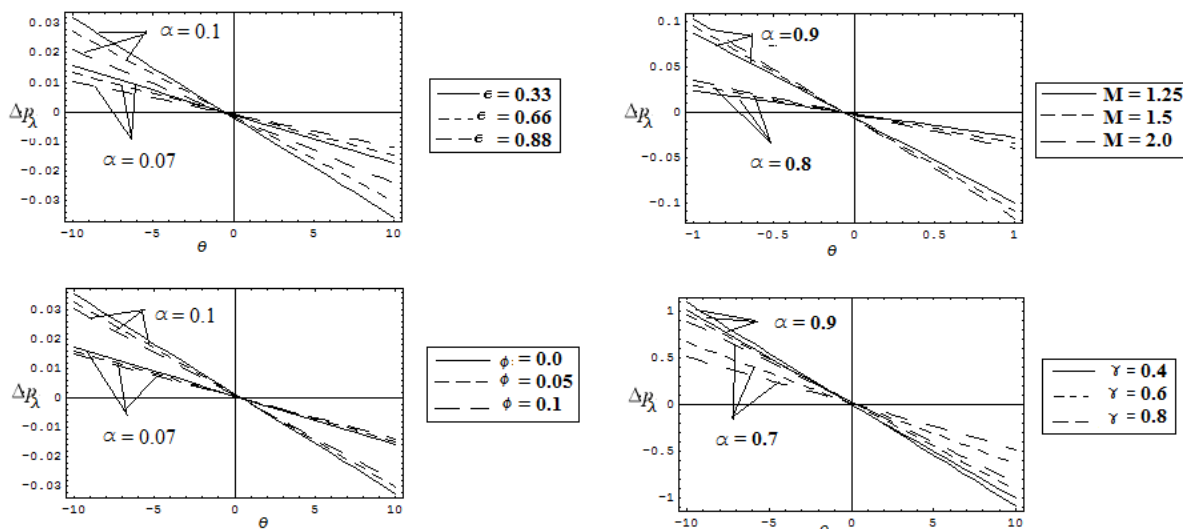 0.03
0.02
0.01
0
-0.01
-0.02
-0.03
Δp_λ
α = 0.1
α = 0.07
-10 -5 0 5 10
θ
ϵ = 0.33
ϵ = 0.66
ϵ = 0.88
0.1
0.05
0
-0.05
-0.1
Δp_λ
α = 0.9
α = 0.8
-1 -0.5 0 0.5 1
θ
M = 1.25
M = 1.5
M = 2.0
0.03
0.02
0.01
0
-0.01
-0.02
-0.03
Δp_λ
α = 0.1
α = 0.07
-10 -5 0 5 10
θ
ϕ: = 0.0
ϕ = 0.05
ϕ = 0.1
1
0.5
0
-0.5
-1
Δp_λ
α = 0.9
α = 0.7
-10 -5 0 5 10
γ = 0.4
γ = 0.6
γ = 0.8